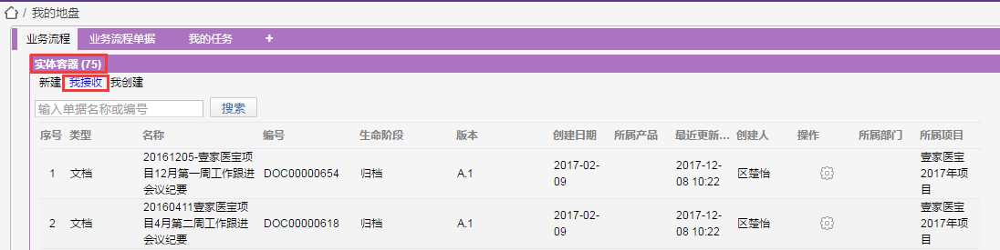 / 我的地盘
业务流程 业务流程单据 我的任务 +
实体容器 (75)
新建 我接收 我创建
输入单据名称或编号 搜索
序号 类型 名称 编号 生命阶段 版本 创建日期 所属产品 最近更新... 创建人 操作 所属部门 所属项目
1 文档 20161205-壹家医宝项目12月第一周工作跟进会议纪要 DOC00000654 归档 A.1 2017-02-09 2017-12-08 10:22 区楚怡 壹家医宝2017年项目
2 文档 20160411壹家医宝项目4月第二周工作跟进会议纪要 DOC00000618 归档 A.1 2017-02-09 2017-12-08 10:22 区楚怡 壹家医宝2017年项目